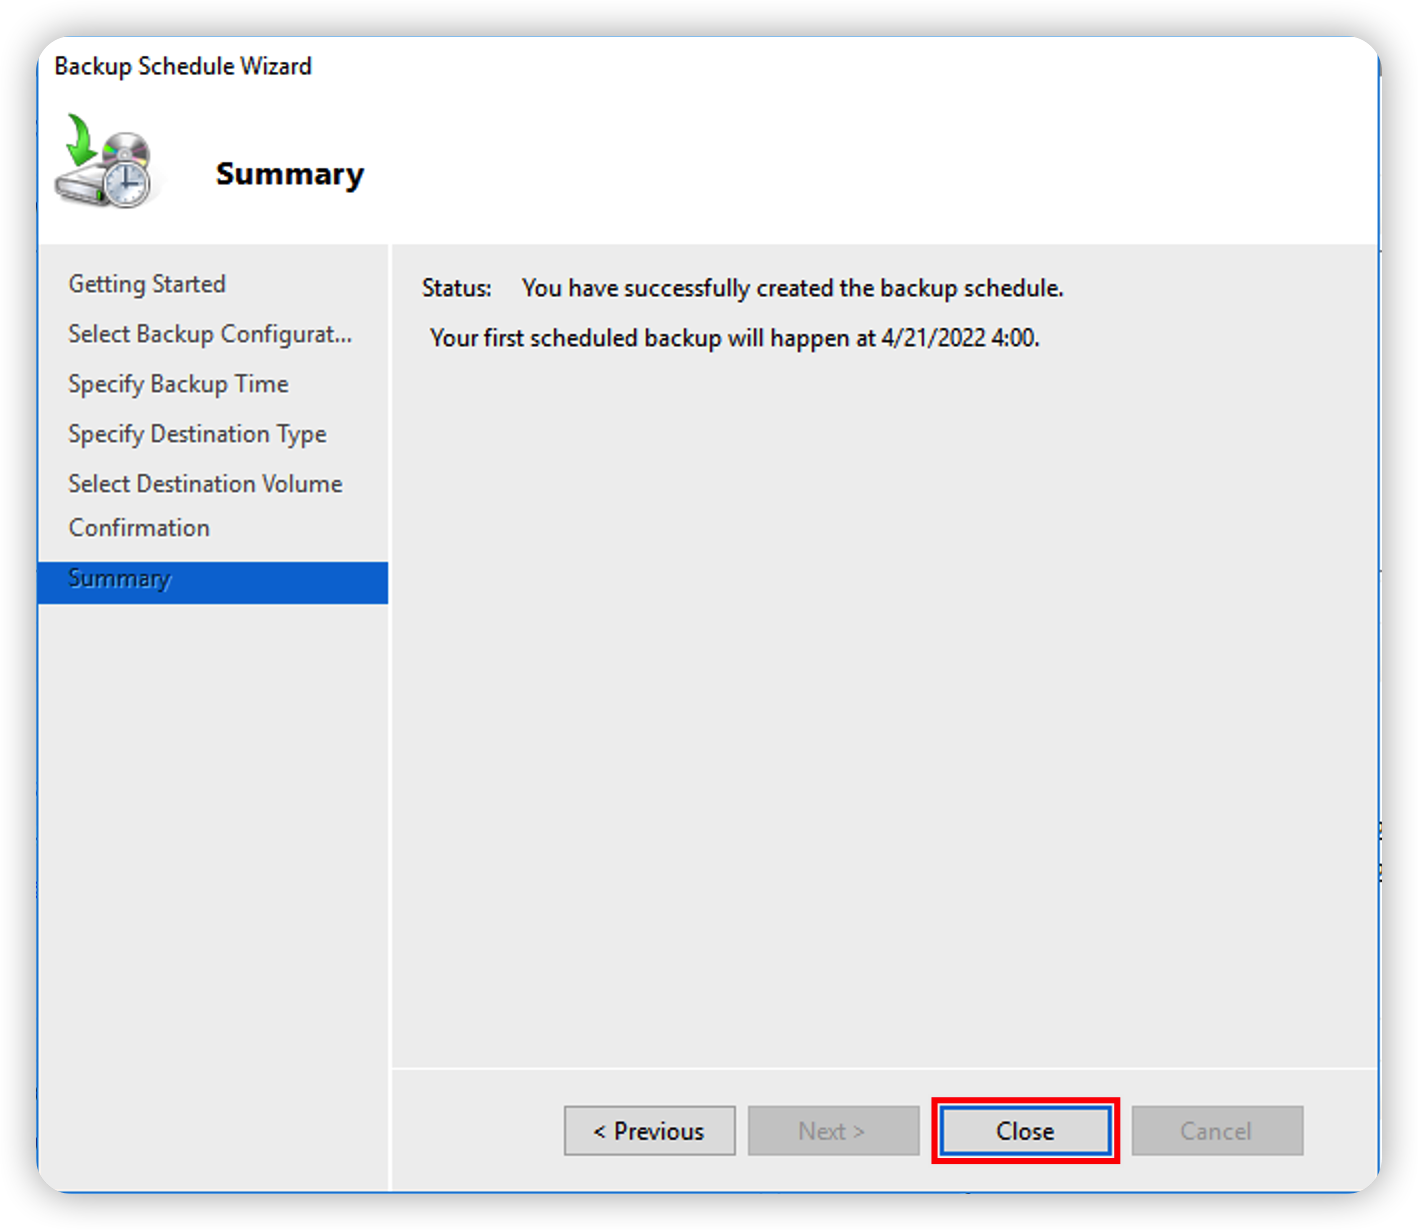 Backup Schedule Wizard
Summary
Getting Started
Select Backup Configurat...
Specify Backup Time
Specify Destination Type
Select Destination Volume
Confirmation
Summary
Status: You have successfully created the backup schedule.
Your first scheduled backup will happen at 4/21/2022 4:00.
< Previous
Next >
Close
Cancel